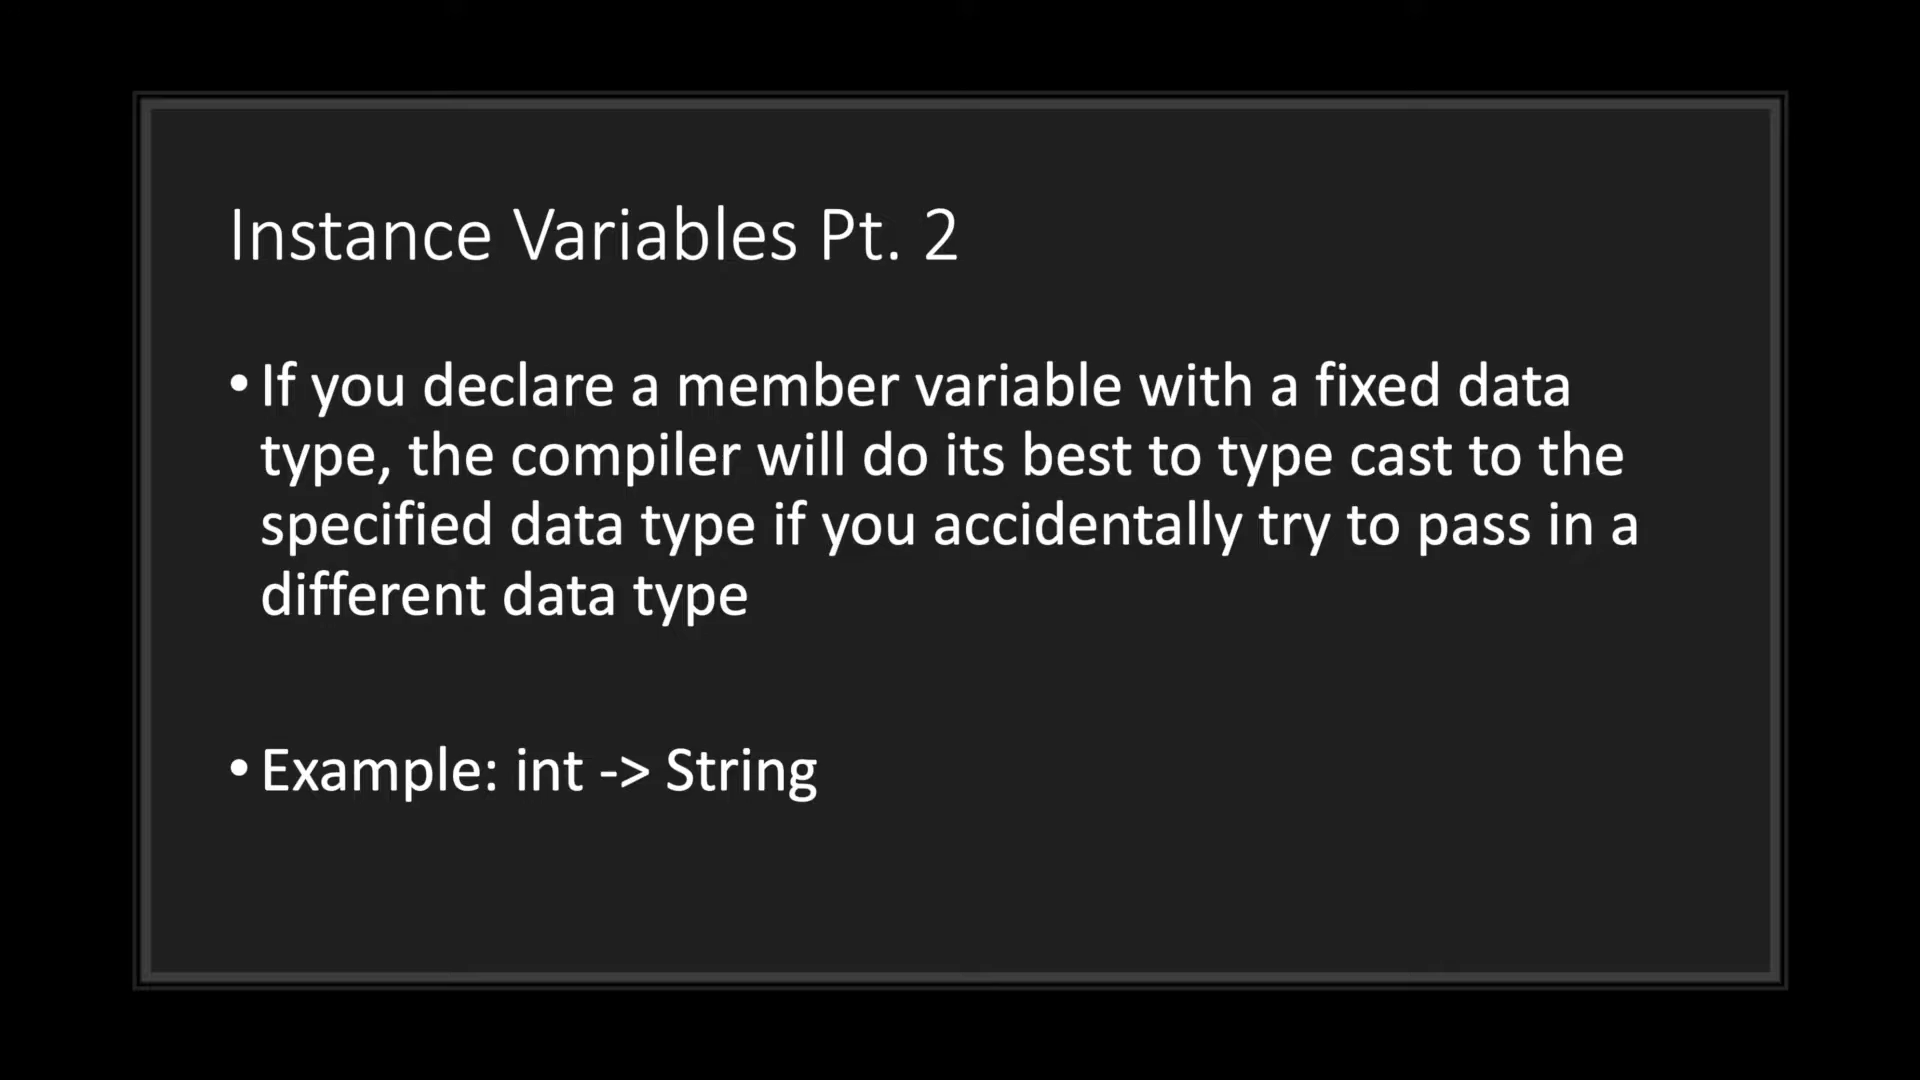 Instance Variables Pt. 2
• If you declare a member variable with a fixed data
type, the compiler will do its best to type cast to the
specified data type if you accidentally try to pass in a
different data type
• Example: int -> String